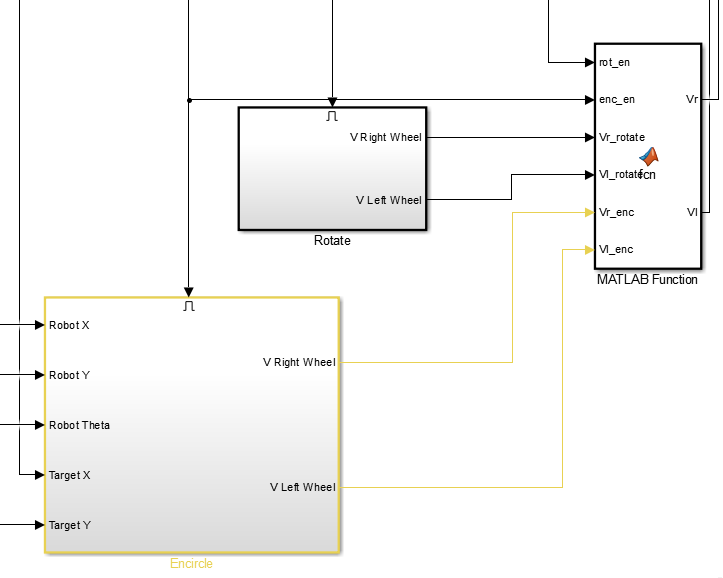 rot_en
enc_en
Vr
V Right Wheel
Vr_rotate
Vl_rotate
fcn
V Left Wheel
Vr_enc
Vl
Rotate
Vl_enc
MATLAB Function
Robot X
V Right Wheel
Robot Y
Robot Theta
Target X
V Left Wheel
Target Y
Encircle